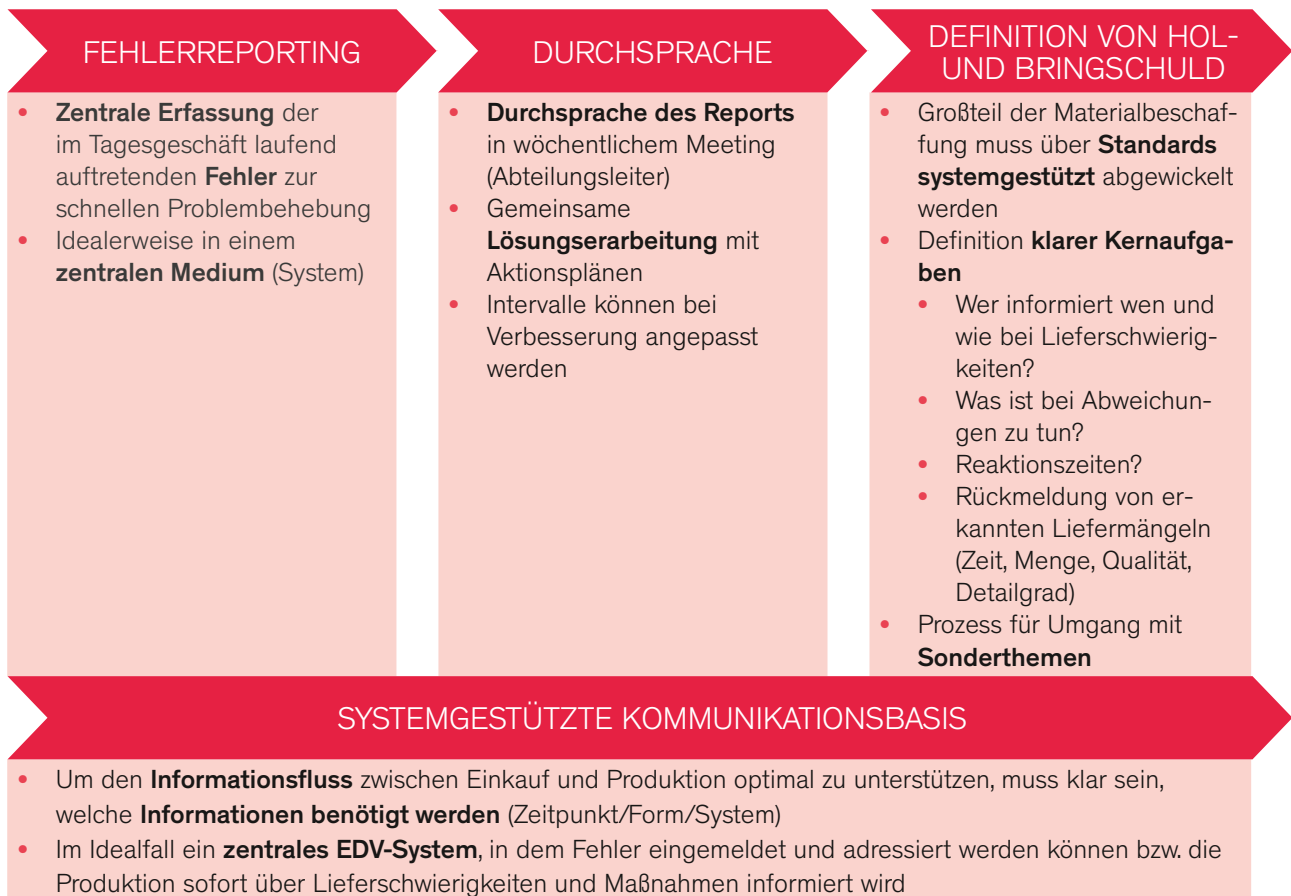 FEHLERREPORTING
• Zentrale Erfassung der
im Tagesgeschäft laufend
auftretenden Fehler zur
schnellen Problembehebung
• Idealerweise in einem
zentralen Medium (System)
DURCHSPRACHE
• Durchsprache des Reports
in wöchentlichem Meeting
(Abteilungsleiter)
• Gemeinsame
Lösungserarbeitung mit
Aktionsplänen
• Intervalle können bei
Verbesserung angepasst
werden
DEFINITION VON HOL-
UND BRINGSCHULD
• Großteil der Materialbeschaf-
fung muss über Standards
systemgestützt abgewickelt
werden
• Definition klarer Kernaufga-
ben
• Wer informiert wen und
wie bei Lieferschwierig-
keiten?
• Was ist bei Abweichun-
gen zu tun?
• Reaktionszeiten?
• Rückmeldung von er-
kannten Liefermängeln
(Zeit, Menge, Qualität,
Detailgrad)
• Prozess für Umgang mit
Sonderthemen
SYSTEMGESTÜTZTE KOMMUNIKATIONSBASIS
• Um den Informationsfluss zwischen Einkauf und Produktion optimal zu unterstützen, muss klar sein,
welche Informationen benötigt werden (Zeitpunkt/Form/System)
• Im Idealfall ein zentrales EDV-System, in dem Fehler eingemeldet und adressiert werden können bzw. die
Produktion sofort über Lieferschwierigkeiten und Maßnahmen informiert wird